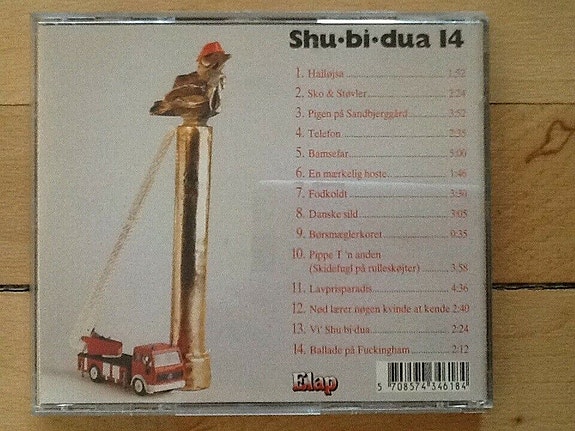 Shu·bi·dua 14
1. Halløjsa 1:52
2. Sko & Støvler 2:24
3. Pigen på Sandbjerggård 3:52
4. Telefon 2:35
5. Bamsefar 5:00
6. En mærkelig hoste 1:46
7. Fodkoldt 3:30
8. Danske sild 3:05
9. Børsmæglerkoret 0:35
10. Pippe T 'n anden
(Skidefugl på rulleskøjter) 3:58
11. Lavprisparadis 4:36
12. Nød lærer nøgen kvinde at kende 2:40
13. Vi' Shu bi dua 2:24
14. Ballade på Fuckingham 2:12
Elap
5 708574 346184